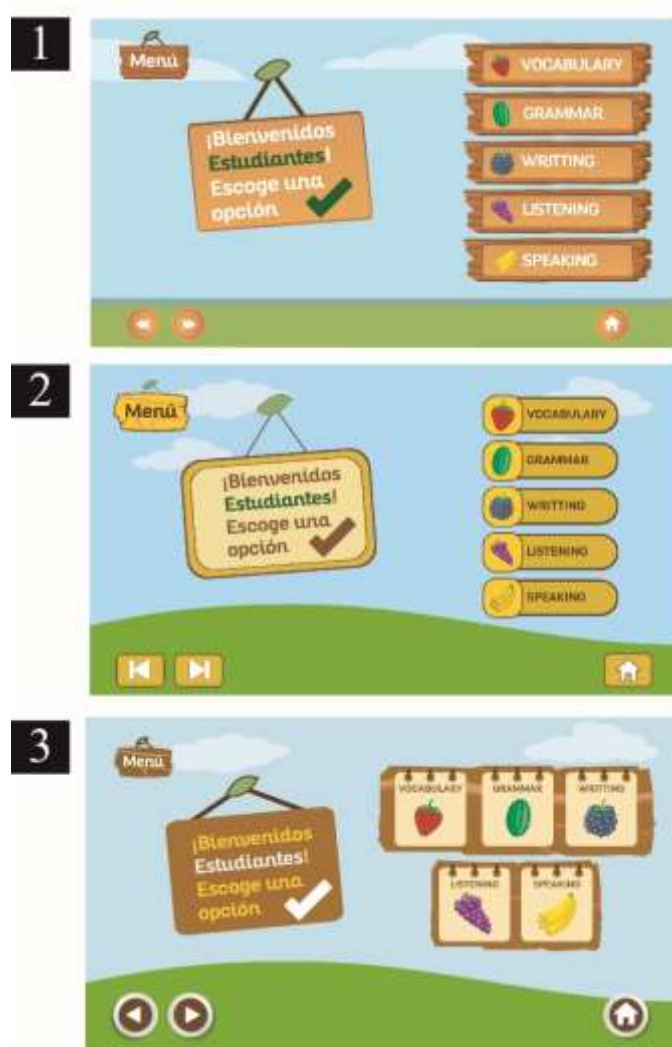 1
Menú
¡Bienvenidos
Estudiantes!
Escoge una
opción
VOCABULARY
GRAMMAR
WRITTING
LISTENING
SPEAKING
2
Menú
¡Bienvenidos
Estudiantes!
Escoge una
opción
VOCABULARY
GRAMMAR
WRITTING
LISTENING
SPEAKING
3
Menú
¡Bienvenidos
Estudiantes!
Escoge una
opción
VOCABULARY
GRAMMAR
WRITTING
LISTENING
SPEAKING